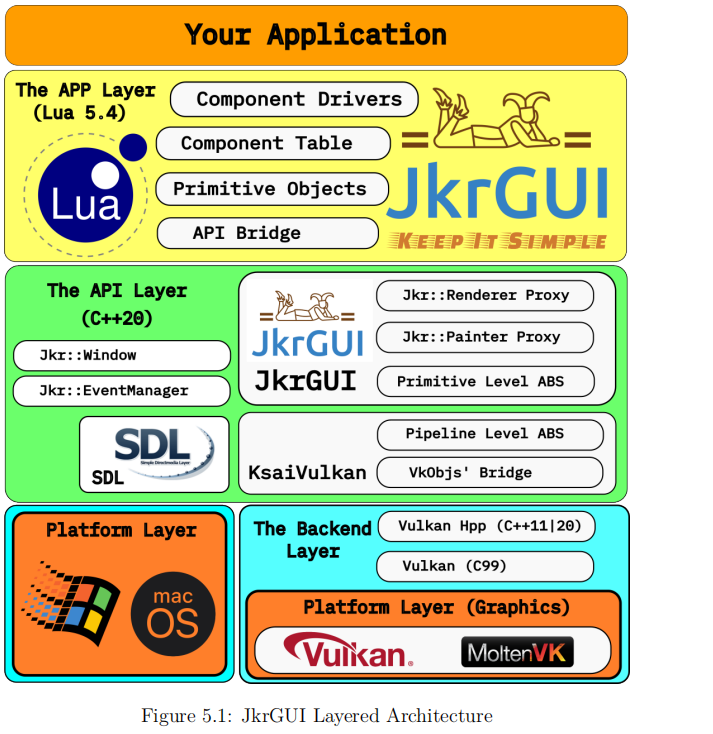 Your Application
The APP Layer
(Lua 5.4)
Lua
Component Drivers
Component Table
Primitive Objects
API Bridge
JkrGUI
KEEP IT SIMPLE
The API Layer
(C++20)
Jkr::Window
Jkr::EventManager
SDL
Simple Directmedia Layer
SDL
JkrGUI
JkrGUI
Jkr::Renderer Proxy
Jkr::Painter Proxy
Primitive Level ABS
KsaiVulkan
Pipeline Level ABS
VkObjs' Bridge
Platform Layer
mac
OS
The Backend
Layer
Vulkan Hpp (C++11|20)
Vulkan (C99)
Platform Layer (Graphics)
Vulkan®
MoltenVK
Figure 5.1: JkrGUI Layered Architecture